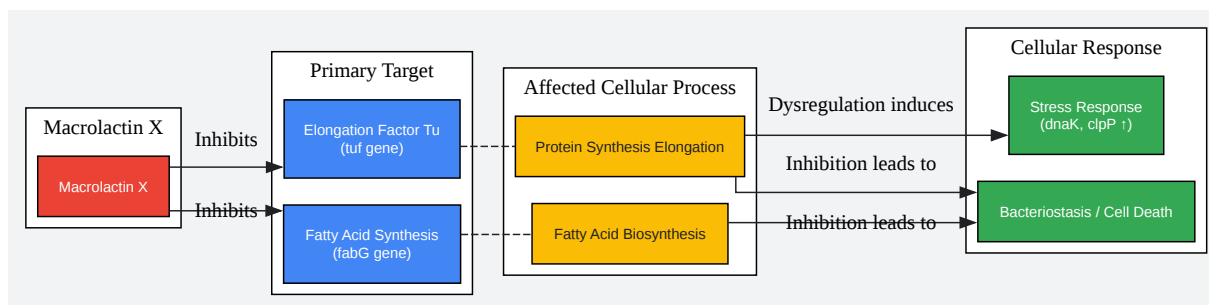 Macrolactin X
Macrolactin X
Inhibits
Inhibits
Primary Target
Elongation Factor Tu
(tuf gene)
Fatty Acid Synthesis
(fabG gene)
Affected Cellular Process
Protein Synthesis Elongation
Fatty Acid Biosynthesis
Dysregulation induces
Inhibition leads to
Inhibition leads to
Cellular Response
Stress Response
(dnaK, clpP ↑)
Bacteriostasis / Cell Death